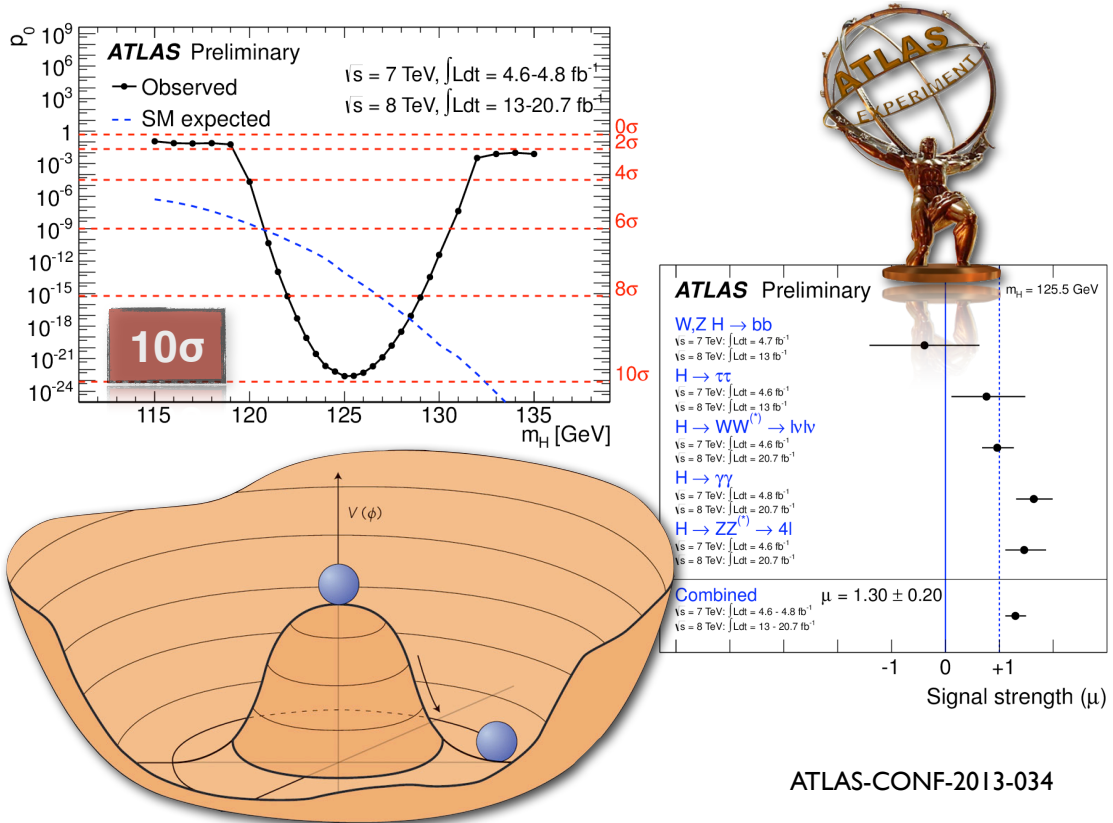 p₀
10⁹
10⁶
10³
1
10⁻³
10⁻⁶
10⁻⁹
10⁻¹²
10⁻¹⁵
10⁻¹⁸
10⁻²¹
10⁻²⁴
ATLAS Preliminary
Observed
SM expected
√s = 7 TeV, ∫Ldt = 4.6-4.8 fb⁻¹
√s = 8 TeV, ∫Ldt = 13-20.7 fb⁻¹
0σ
2σ
4σ
6σ
8σ
10σ
10σ
115 120 125 130 135
m_H [GeV]
ATLAS
EXPERIMENT
ATLAS Preliminary
m_H = 125.5 GeV
W,Z H → bb
√s = 7 TeV: ∫Ldt = 4.7 fb⁻¹
√s = 8 TeV: ∫Ldt = 13 fb⁻¹
H → ττ
√s = 7 TeV: ∫Ldt = 4.6 fb⁻¹
√s = 8 TeV: ∫Ldt = 13 fb⁻¹
H → WW⁽*⁾ → lνlν
√s = 7 TeV: ∫Ldt = 4.6 fb⁻¹
√s = 8 TeV: ∫Ldt = 20.7 fb⁻¹
H → γγ
√s = 7 TeV: ∫Ldt = 4.8 fb⁻¹
√s = 8 TeV: ∫Ldt = 20.7 fb⁻¹
H → ZZ⁽*⁾ → 4l
√s = 7 TeV: ∫Ldt = 4.6 fb⁻¹
√s = 8 TeV: ∫Ldt = 20.7 fb⁻¹
Combined
μ = 1.30 ± 0.20
√s = 7 TeV: ∫Ldt = 4.6 - 4.8 fb⁻¹
√s = 8 TeV: ∫Ldt = 13 - 20.7 fb⁻¹
-1 0 +1
Signal strength (μ)
V(ϕ)
ATLAS-CONF-2013-034